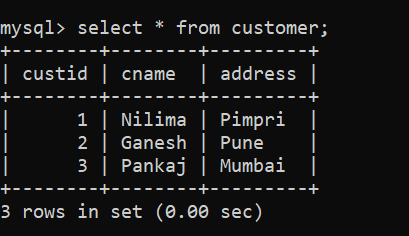 mysql> select * from customer;
+--------+---------+---------+
| custid | cname   | address |
+--------+---------+---------+
|      1 | Nilima  | Pimpri  |
|      2 | Ganesh  | Pune    |
|      3 | Pankaj  | Mumbai  |
+--------+---------+---------+
3 rows in set (0.00 sec)